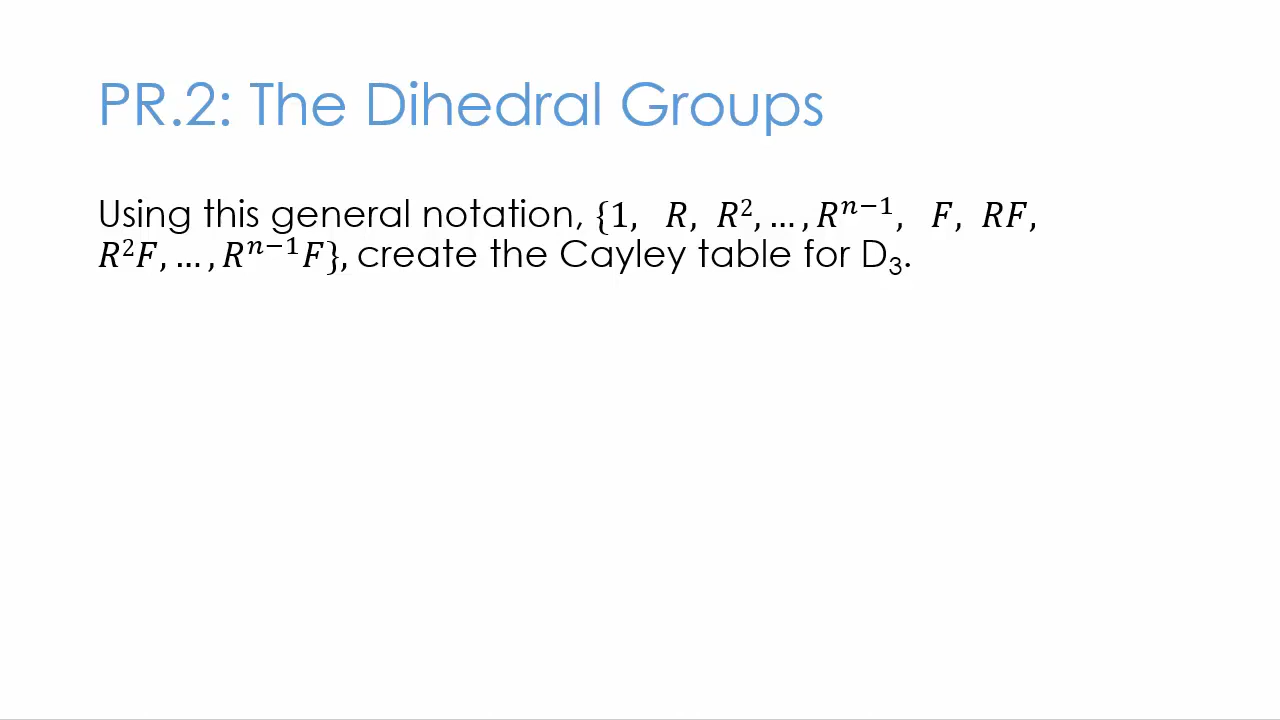 PR.2: The Dihedral Groups
Using this general notation, {1, R, R², … , Rⁿ⁻¹, F, RF,
R²F, … , Rⁿ⁻¹F}, create the Cayley table for D₃.